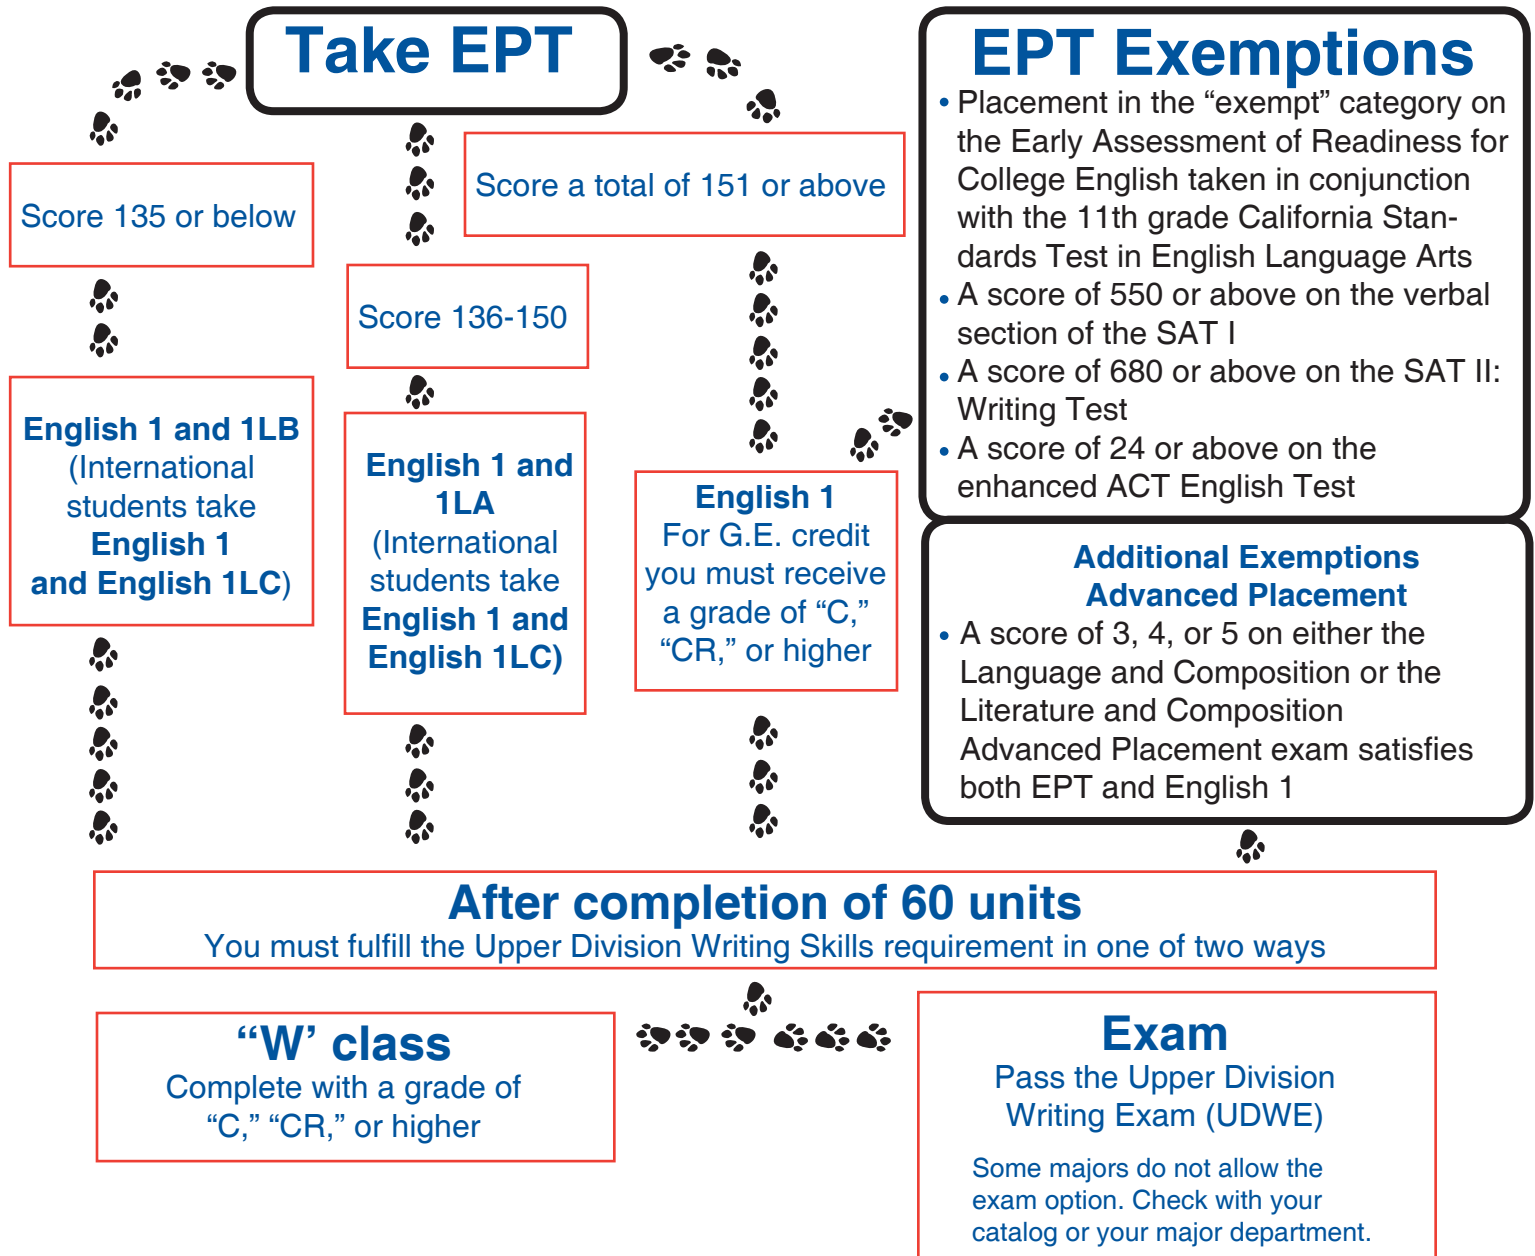 Take EPT
Score 135 or below
Score 136-150
Score a total of 151 or above
English 1 and 1LB
(International
students take
English 1
and English 1LC)
English 1 and
1LA
(International
students take
English 1 and
English 1LC)
English 1
For G.E. credit
you must receive
a grade of “C,”
“CR,” or higher
EPT Exemptions
• Placement in the “exempt” category on
the Early Assessment of Readiness for
College English taken in conjunction
with the 11th grade California Stan-
dards Test in English Language Arts
• A score of 550 or above on the verbal
section of the SAT I
• A score of 680 or above on the SAT II:
Writing Test
• A score of 24 or above on the
enhanced ACT English Test
Additional Exemptions
Advanced Placement
• A score of 3, 4, or 5 on either the
Language and Composition or the
Literature and Composition
Advanced Placement exam satisfies
both EPT and English 1
After completion of 60 units
You must fulfill the Upper Division Writing Skills requirement in one of two ways
“W’ class
Complete with a grade of
“C,” “CR,” or higher
Exam
Pass the Upper Division
Writing Exam (UDWE)
Some majors do not allow the
exam option. Check with your
catalog or your major department.